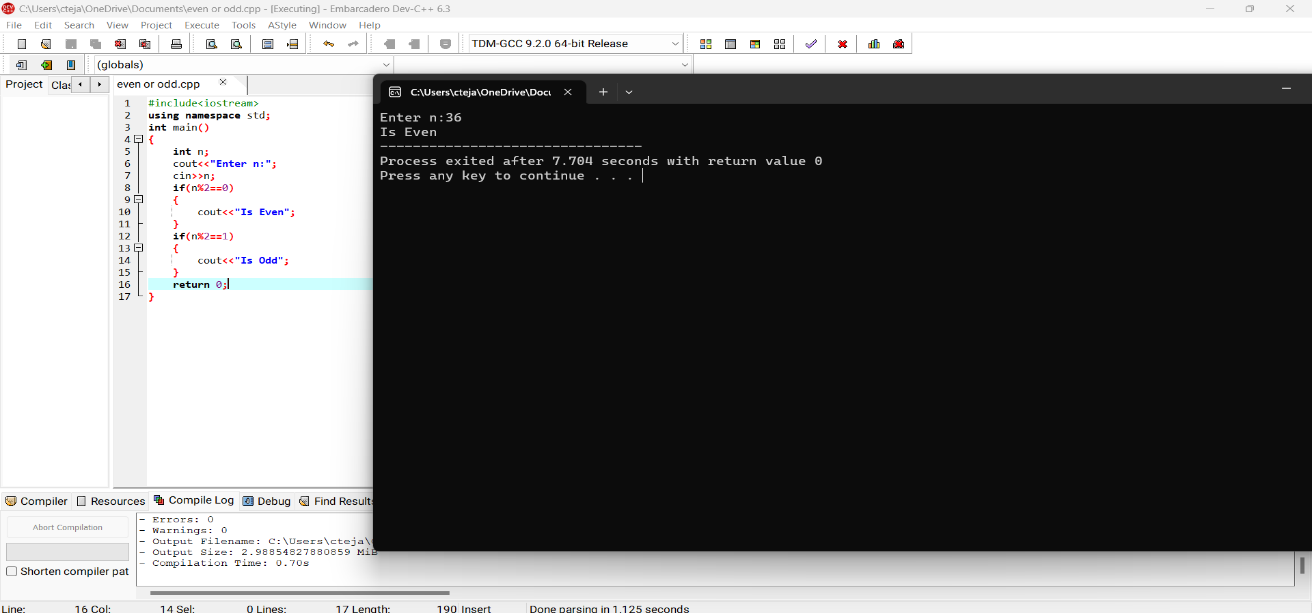 C:\Users\cteja\OneDrive\Documents\even or odd.cpp - [Executing] - Embarcadero Dev-C++ 6.3
File Edit Search View Project Execute Tools AStyle Window Help
TDM-GCC 9.2.0 64-bit Release
(globals)
Project Clas even or odd.cpp
C:\Users\cteja\OneDrive\Docu
1 #include<iostream>
2 using namespace std;
3 int main()
4 {
5 int n;
6 cout<<"Enter n:";
7 cin>>n;
8 if(n%2==0)
9 {
10 cout<<"Is Even";
11 }
12 if(n%2==1)
13 {
14 cout<<"Is Odd";
15 }
16 return 0;
17 }
Enter n:36
Is Even
--------------------------------
Process exited after 7.704 seconds with return value 0
Press any key to continue . . .
Compiler Resources Compile Log Debug Find Results
Abort Compilation
Shorten compiler pat
- Errors: 0
- Warnings: 0
- Output Filename: C:\Users\cteja\
- Output Size: 2.98854827880859 MiB
- Compilation Time: 0.70s
Line: 16 Col: 14 Sel: 0 Lines: 17 Length: 190 Insert Done parsing in 1.125 seconds